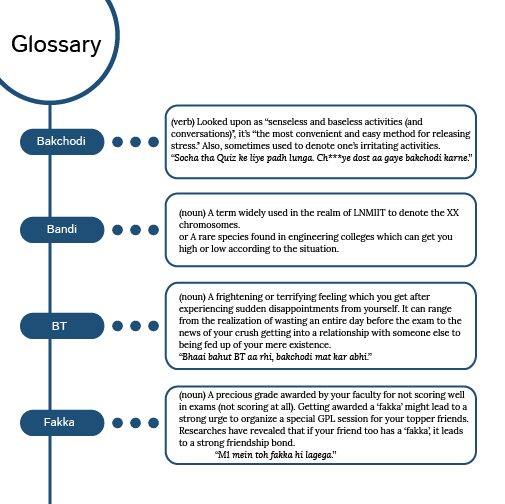 Glossary
Bakchodi
(verb) Looked upon as “senseless and baseless activities (and
conversations)”, it’s “the most convenient and easy method for releasing
stress.” Also, sometimes used to denote one’s irritating activities.
“Socha tha Quiz ke liye padh lunga. Ch***ye dost aa gaye bakchodi karne.”
Bandi
(noun) A term widely used in the realm of LNMIIT to denote the XX
chromosomes.
or A rare species found in engineering colleges which can get you
high or low according to the situation.
BT
(noun) A frightening or terrifying feeling which you get after
experiencing sudden disappointments from yourself. It can range
from the realization of wasting an entire day before the exam to the
news of your crush getting into a relationship with someone else to
being fed up of your mere existence.
“Bhaai bahut BT aa rhi, bakchodi mat kar abhi.”
Fakka
(noun) A precious grade awarded by your faculty for not scoring well
in exams (not scoring at all). Getting awarded a ‘fakka’ might lead to a
strong urge to organize a special GPL session for your topper friends.
Researches have revealed that if your friend too has a ‘fakka’, it leads
to a strong friendship bond.
“M1 mein toh fakka hi lagega.”